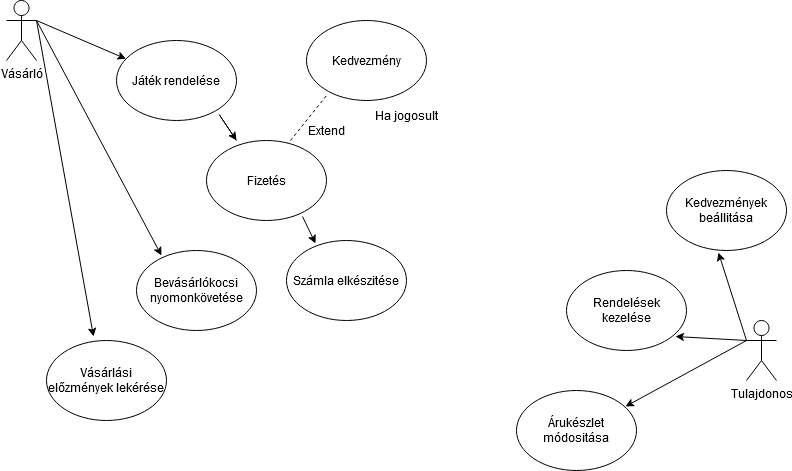 Vásárló
Játék rendelése
Kedvezmény
Ha jogosult
Extend
Fizetés
Kedvezmények
beállitása
Bevásárlókocsi
nyomonkövetése
Számla elkészitése
Rendelések
kezelése
Vásárlási
előzmények lekérése
Tulajdonos
Árukészlet
módositása